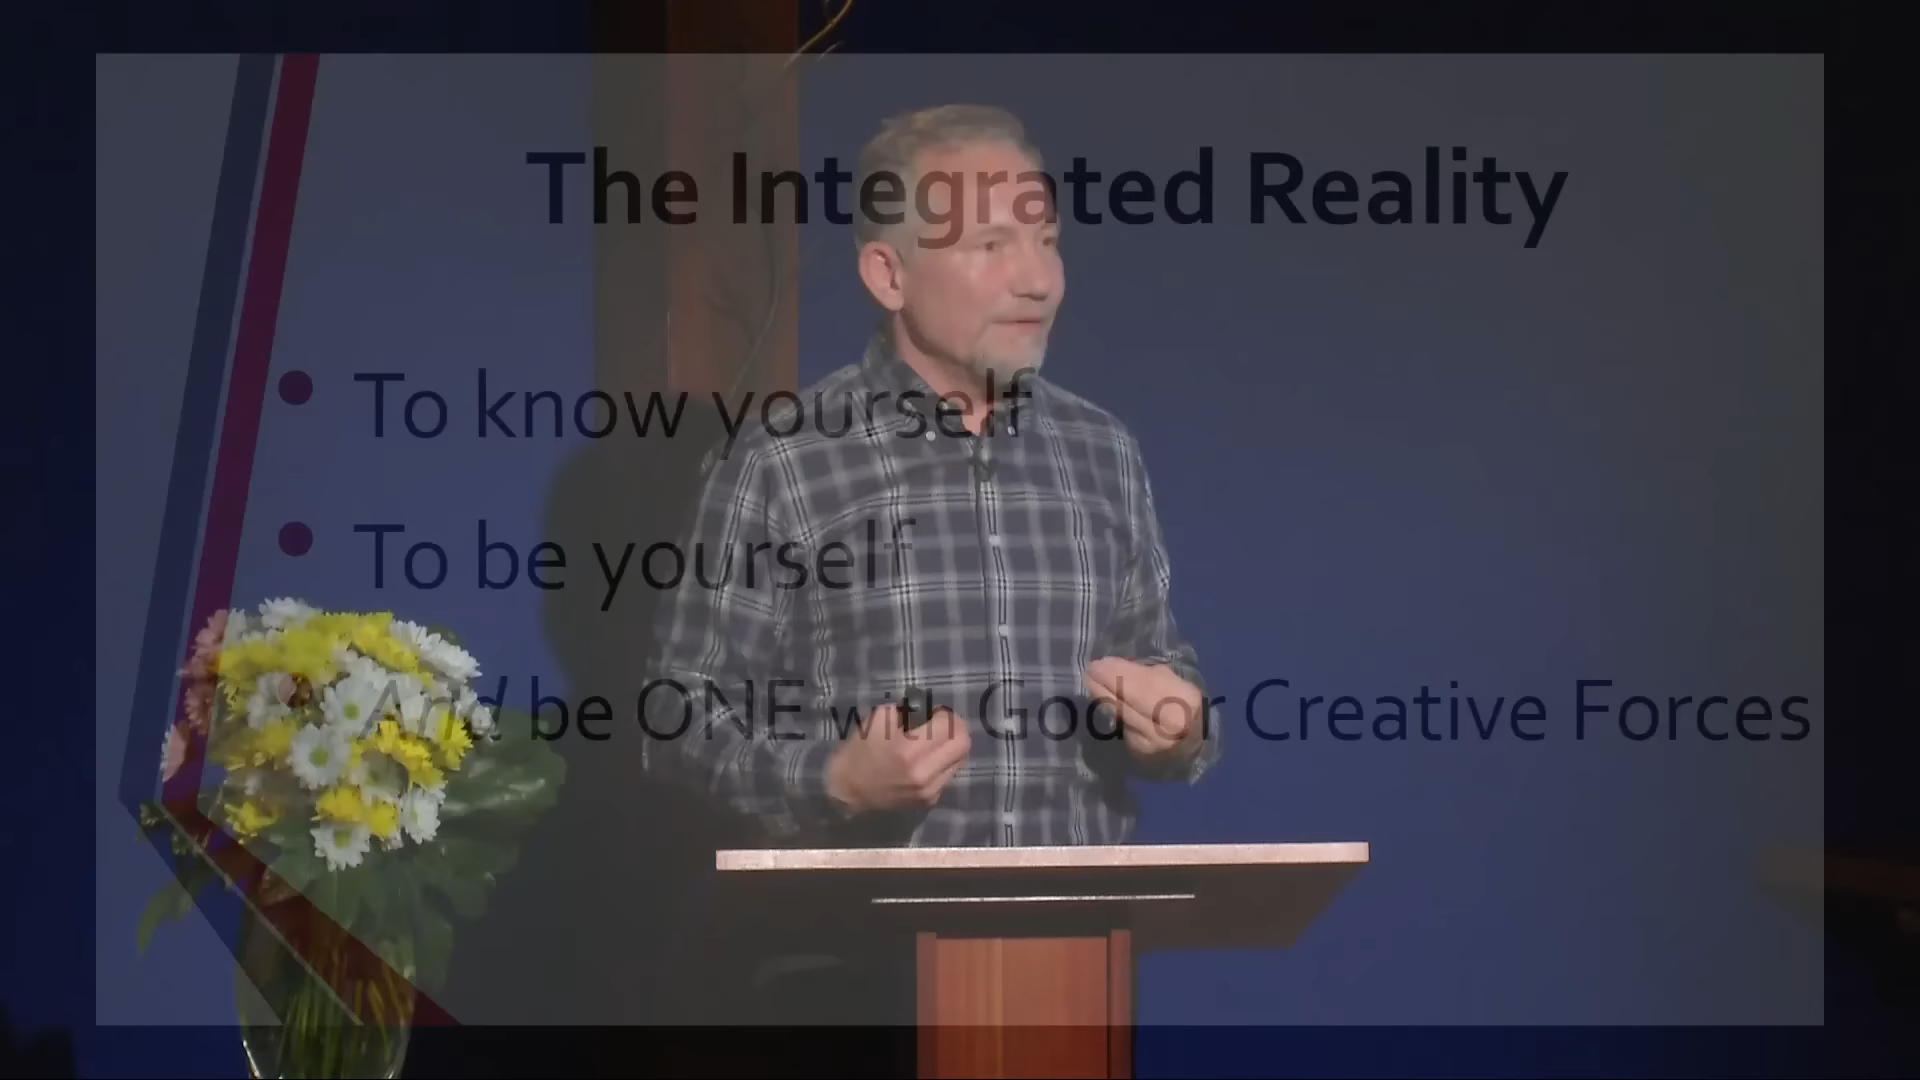 The Integrated Reality
• To know yourself
• To be yourself
• And be ONE with God or Creative Forces